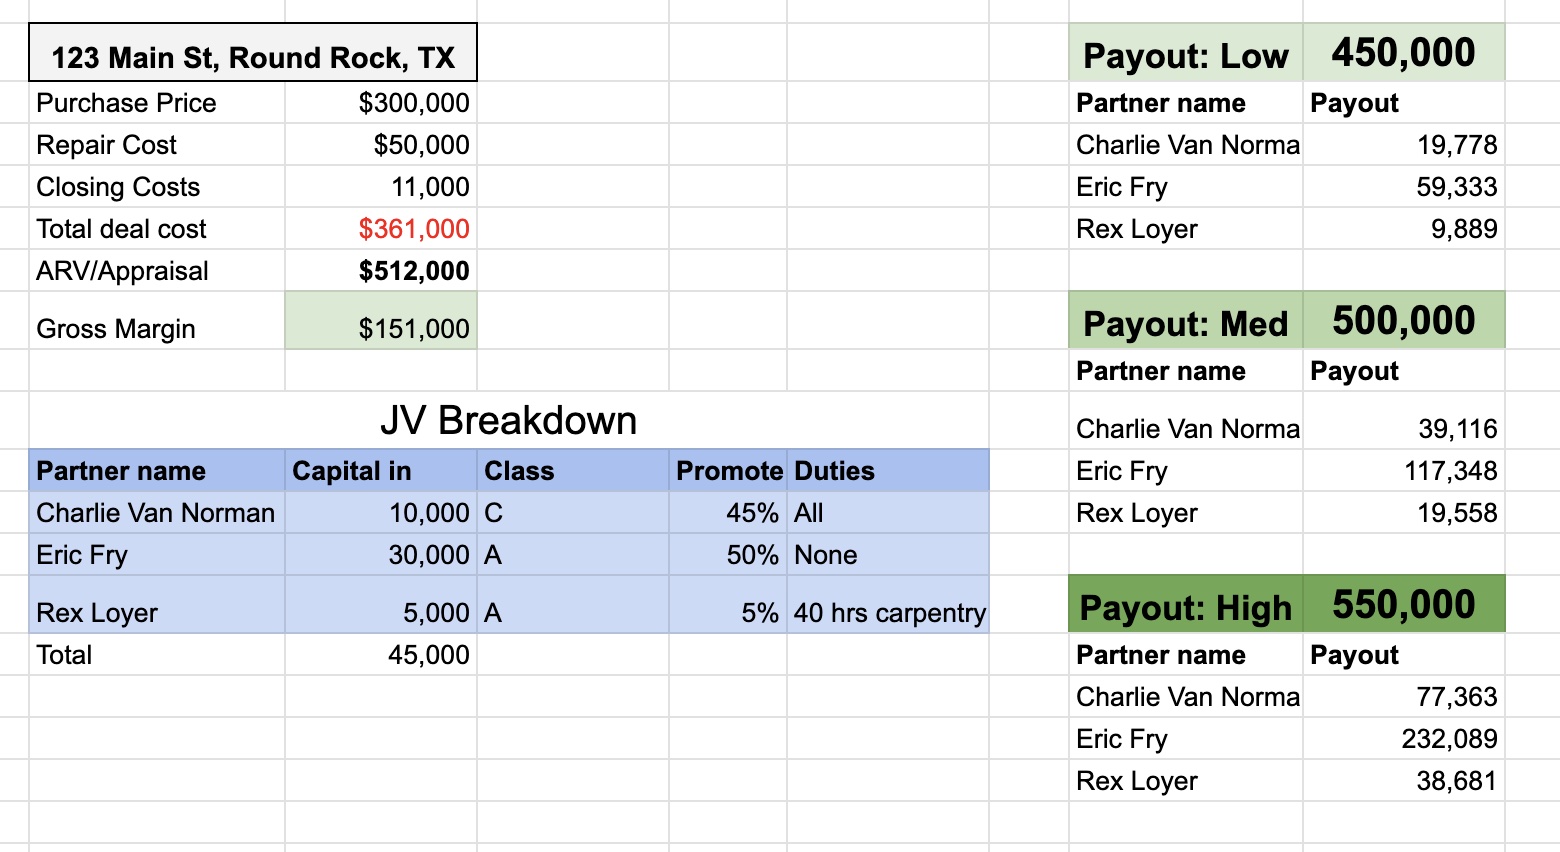 123 Main St, Round Rock, TX
Purchase Price $300,000
Repair Cost $50,000
Closing Costs 11,000
Total deal cost $361,000
ARV/Appraisal $512,000
Gross Margin $151,000
JV Breakdown
Partner name Capital in Class Promote Duties
Charlie Van Norman 10,000 C 45% All
Eric Fry 30,000 A 50% None
Rex Loyer 5,000 A 5% 40 hrs carpentry
Total 45,000
Payout: Low 450,000
Partner name Payout
Charlie Van Norma 19,778
Eric Fry 59,333
Rex Loyer 9,889
Payout: Med 500,000
Partner name Payout
Charlie Van Norma 39,116
Eric Fry 117,348
Rex Loyer 19,558
Payout: High 550,000
Partner name Payout
Charlie Van Norma 77,363
Eric Fry 232,089
Rex Loyer 38,681